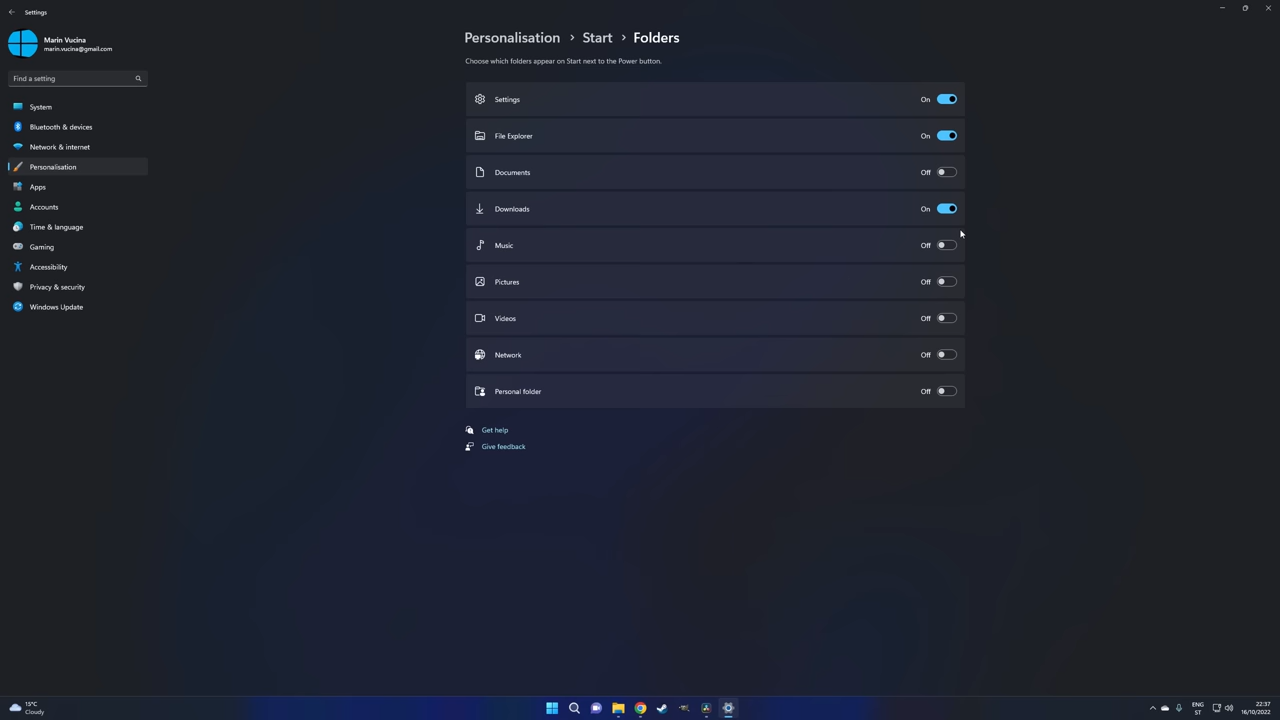 Settings
Marin Vucina
marin.vucina@gmail.com
Find a setting
System
Bluetooth & devices
Network & internet
Personalisation
Apps
Accounts
Time & language
Gaming
Accessibility
Privacy & security
Windows Update
Personalisation > Start > Folders
Choose which folders appear on Start next to the Power button.
Settings On
File Explorer On
Documents Off
Downloads On
Music Off
Pictures Off
Videos Off
Network Off
Personal folder Off
Get help
Give feedback
15°C
Cloudy
ENG
ST
22:37
16/10/2022